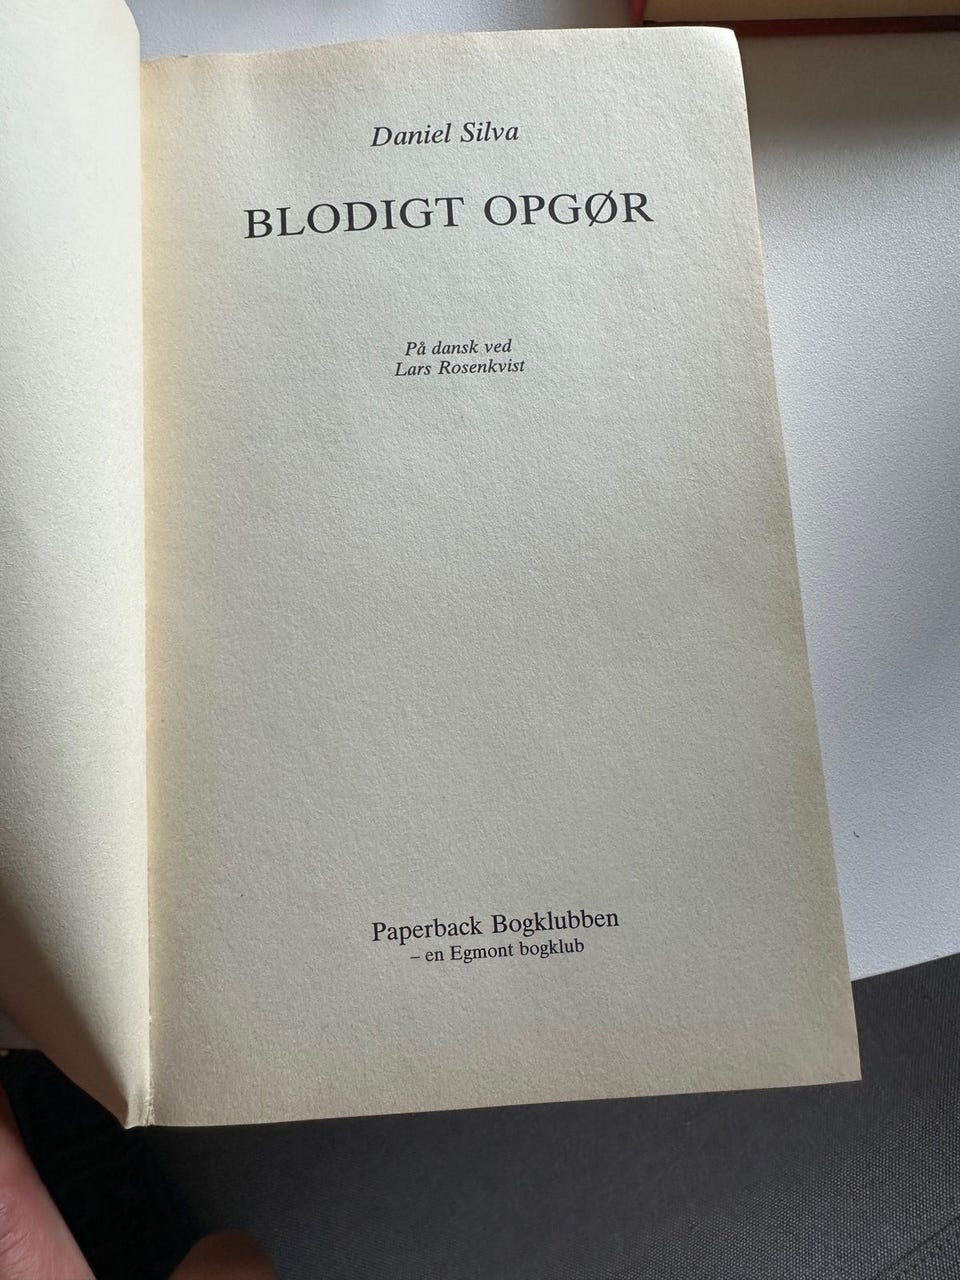 Daniel Silva
BLODIGT OPGØR
På dansk ved
Lars Rosenkvist
Paperback Bogklubben
– en Egmont bogklub